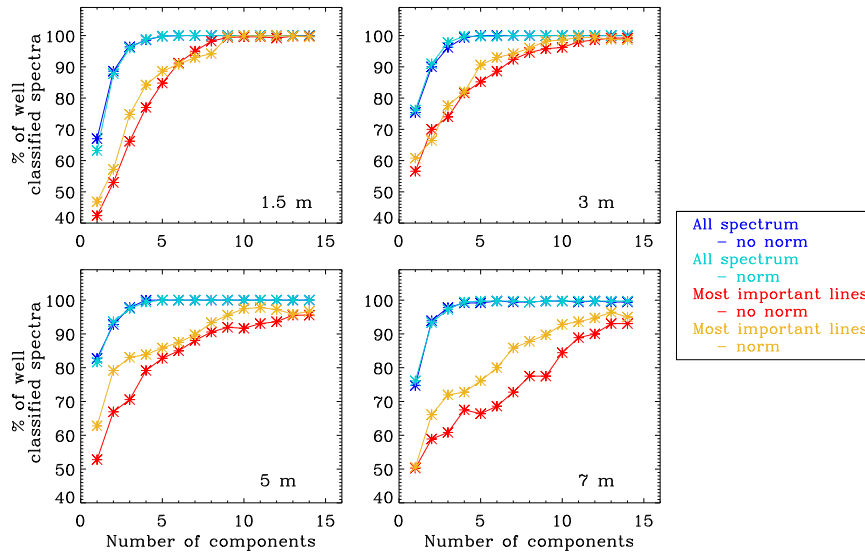 100
90
80
70
60
50
40
% of well
classified spectra
1.5 m
0 5 10 15
100
90
80
70
60
50
40
3 m
0 5 10 15
All spectrum
– no norm
All spectrum
– norm
Most important lines
– no norm
Most important lines
– norm
100
90
80
70
60
50
40
% of well
classified spectra
5 m
0 5 10 15
Number of components
100
90
80
70
60
50
40
7 m
0 5 10 15
Number of components